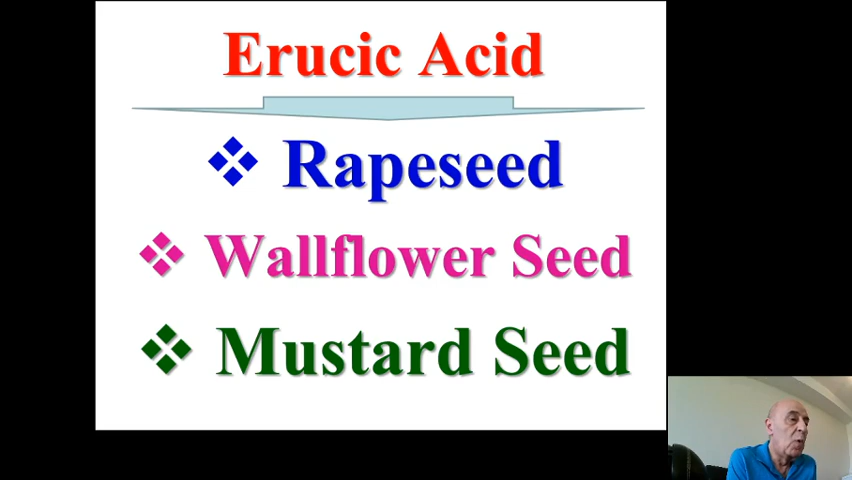 Erucic Acid
❖ Rapeseed
❖ Wallflower Seed
❖ Mustard Seed